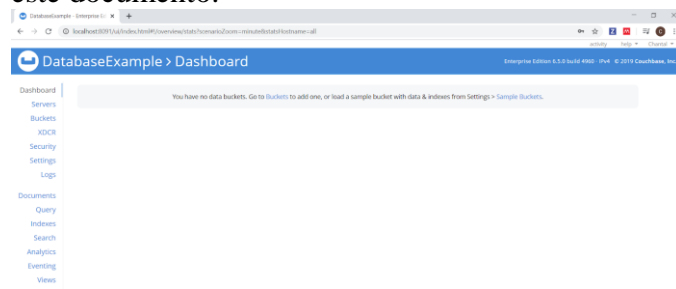 este documento.
DatabaseExample - Enterprise Edi
localhost:8091/ui/index.html#!/overview/stats?scenarioZoom=minute&statsHostname=all
activity help Chantal
DatabaseExample > Dashboard
Enterprise Edition 6.5.0 build 4960 · IPv4 © 2019 Couchbase, Inc.
Dashboard
You have no data buckets. Go to Buckets to add one, or load a sample bucket with data & indexes from Settings > Sample Buckets.
Servers
Buckets
XDCR
Security
Settings
Logs
Documents
Query
Indexes
Search
Analytics
Eventing
Views